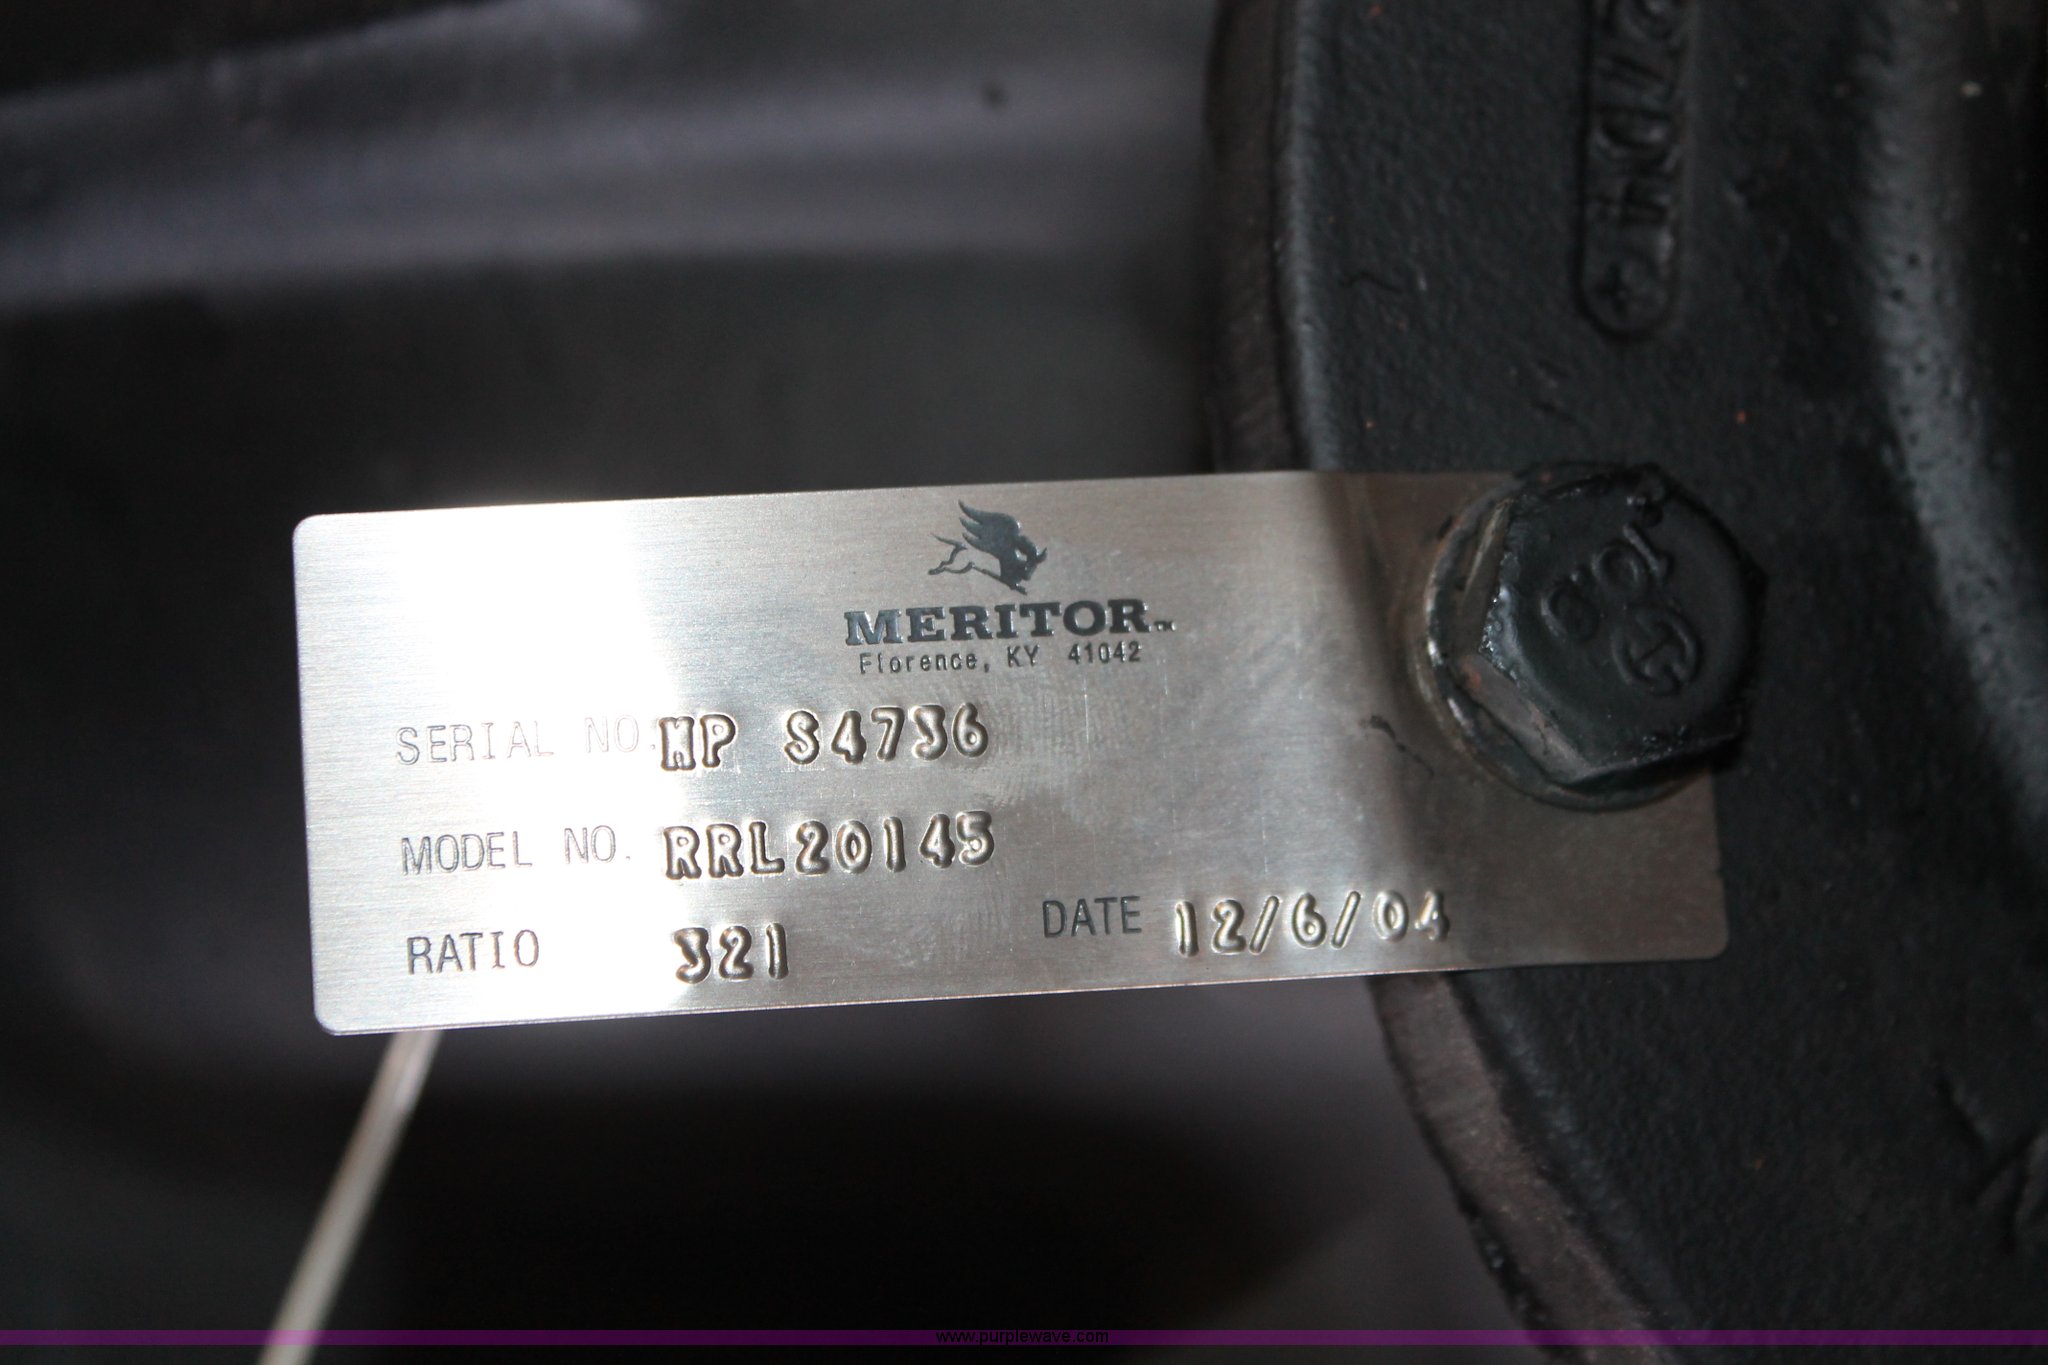 MERITOR™
Florence, KY 41042
SERIAL NO. MP S4736
MODEL NO. RRL20145
RATIO 321
DATE 12/6/04
www.purplewave.com